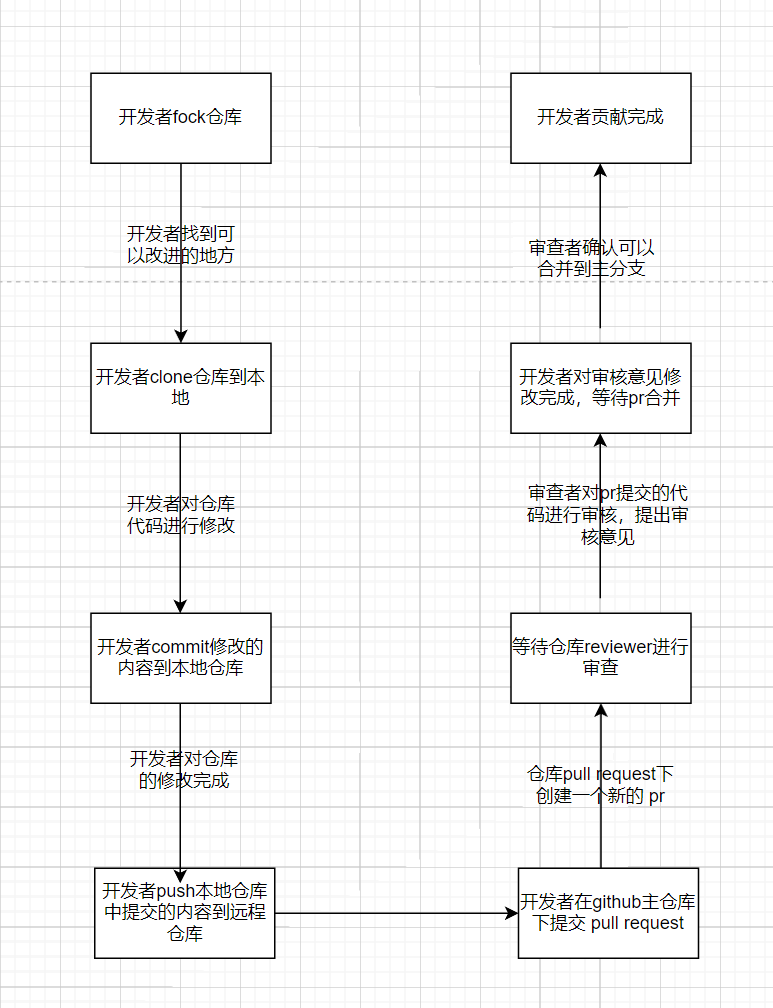 开发者fock仓库
开发者找到可
以改进的地方
开发者clone仓库到本
地
开发者对仓库
代码进行修改
开发者commit修改的
内容到本地仓库
开发者对仓库
的修改完成
开发者push本地仓库
中提交的内容到远程
仓库
开发者在github主仓库
下提交 pull request
仓库pull request下
创建一个新的 pr
等待仓库reviewer进行
审查
审查者对pr提交的代
码进行审核，提出审
核意见
开发者对审核意见修
改完成，等待pr合并
审查者确认可以
合并到主分支
开发者贡献完成